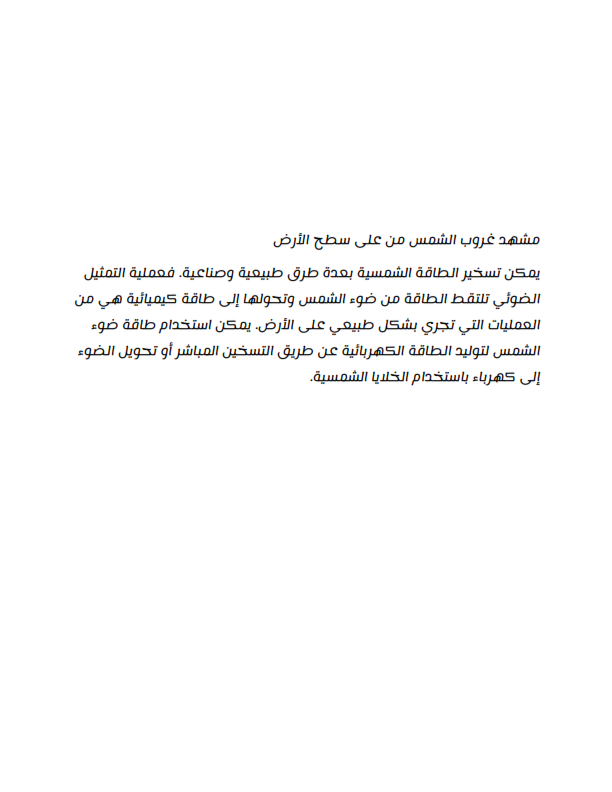 مشهد غروب الشمس من على سطح الأرض
يمكن تسخير الطاقة الشمسية بعدة طرق طبيعية وصناعية. فعملية التمثيل
الضوئي تلتقط الطاقة من ضوء الشمس وتحولها إلى طاقة كيميائية هي من
العمليات التي تجري بشكل طبيعي على الأرض. يمكن استخدام طاقة ضوء
الشمس لتوليد الطاقة الكهربائية عن طريق التسخين المباشر أو تحويل الضوء
إلى كهرباء باستخدام الخلايا الشمسية.